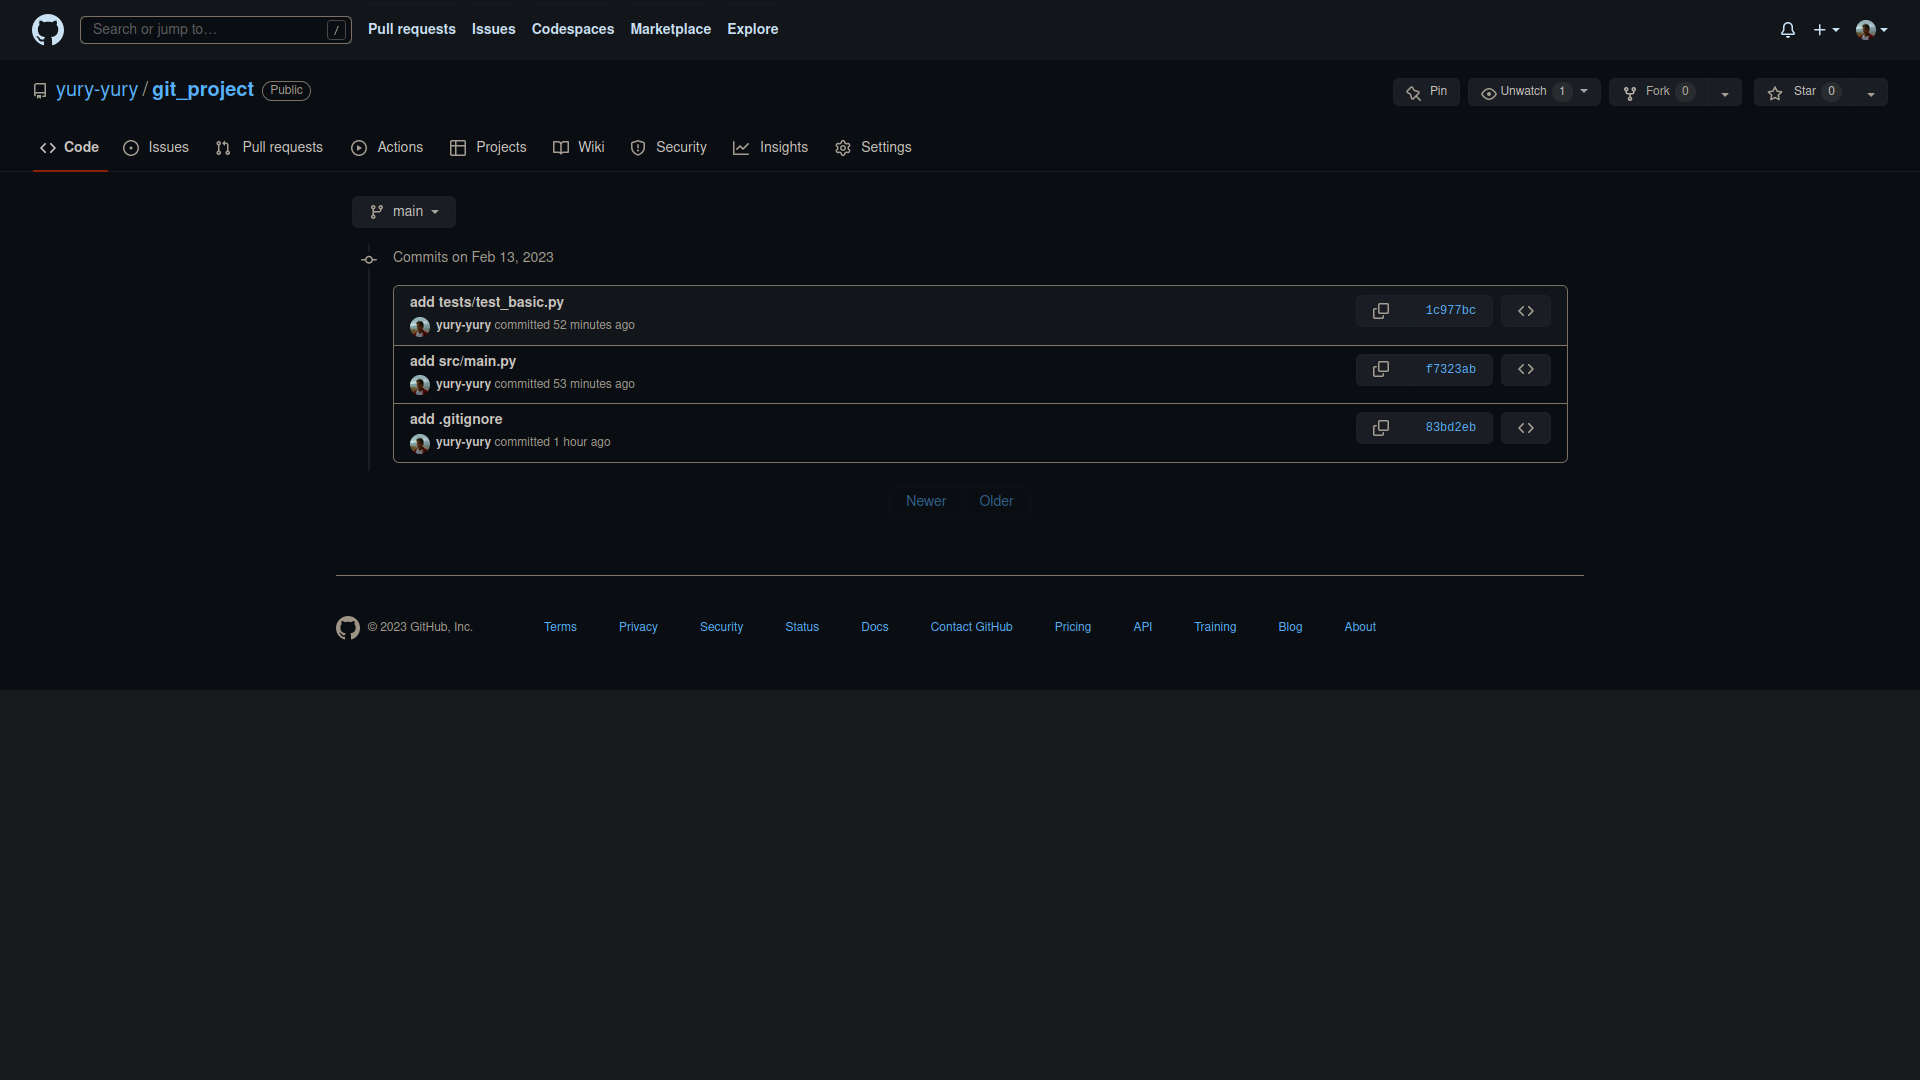 Search or jump to… /
Pull requests Issues Codespaces Marketplace Explore
yury-yury / git_project Public
Pin Unwatch 1 Fork 0 Star 0
Code Issues Pull requests Actions Projects Wiki Security Insights Settings
main
Commits on Feb 13, 2023
add tests/test_basic.py
yury-yury committed 52 minutes ago
1c977bc
add src/main.py
yury-yury committed 53 minutes ago
f7323ab
add .gitignore
yury-yury committed 1 hour ago
83bd2eb
Newer Older
© 2023 GitHub, Inc. Terms Privacy Security Status Docs Contact GitHub Pricing API Training Blog About